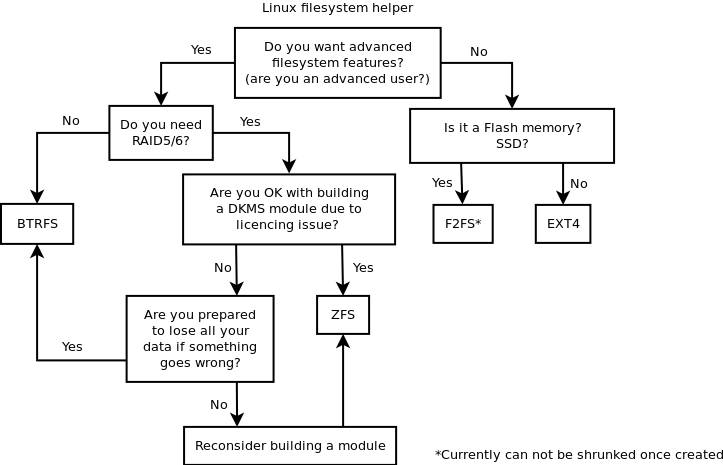 Linux filesystem helper
Do you want advanced
filesystem features?
(are you an advanced user?)
Yes
No
Do you need
RAID5/6?
Is it a Flash memory?
SSD?
No
Yes
Are you OK with building
a DKMS module due to
licencing issue?
Yes
No
BTRFS
F2FS*
EXT4
No
Yes
Are you prepared
to lose all your
data if something
goes wrong?
ZFS
Yes
No
Reconsider building a module
*Currently can not be shrunked once created